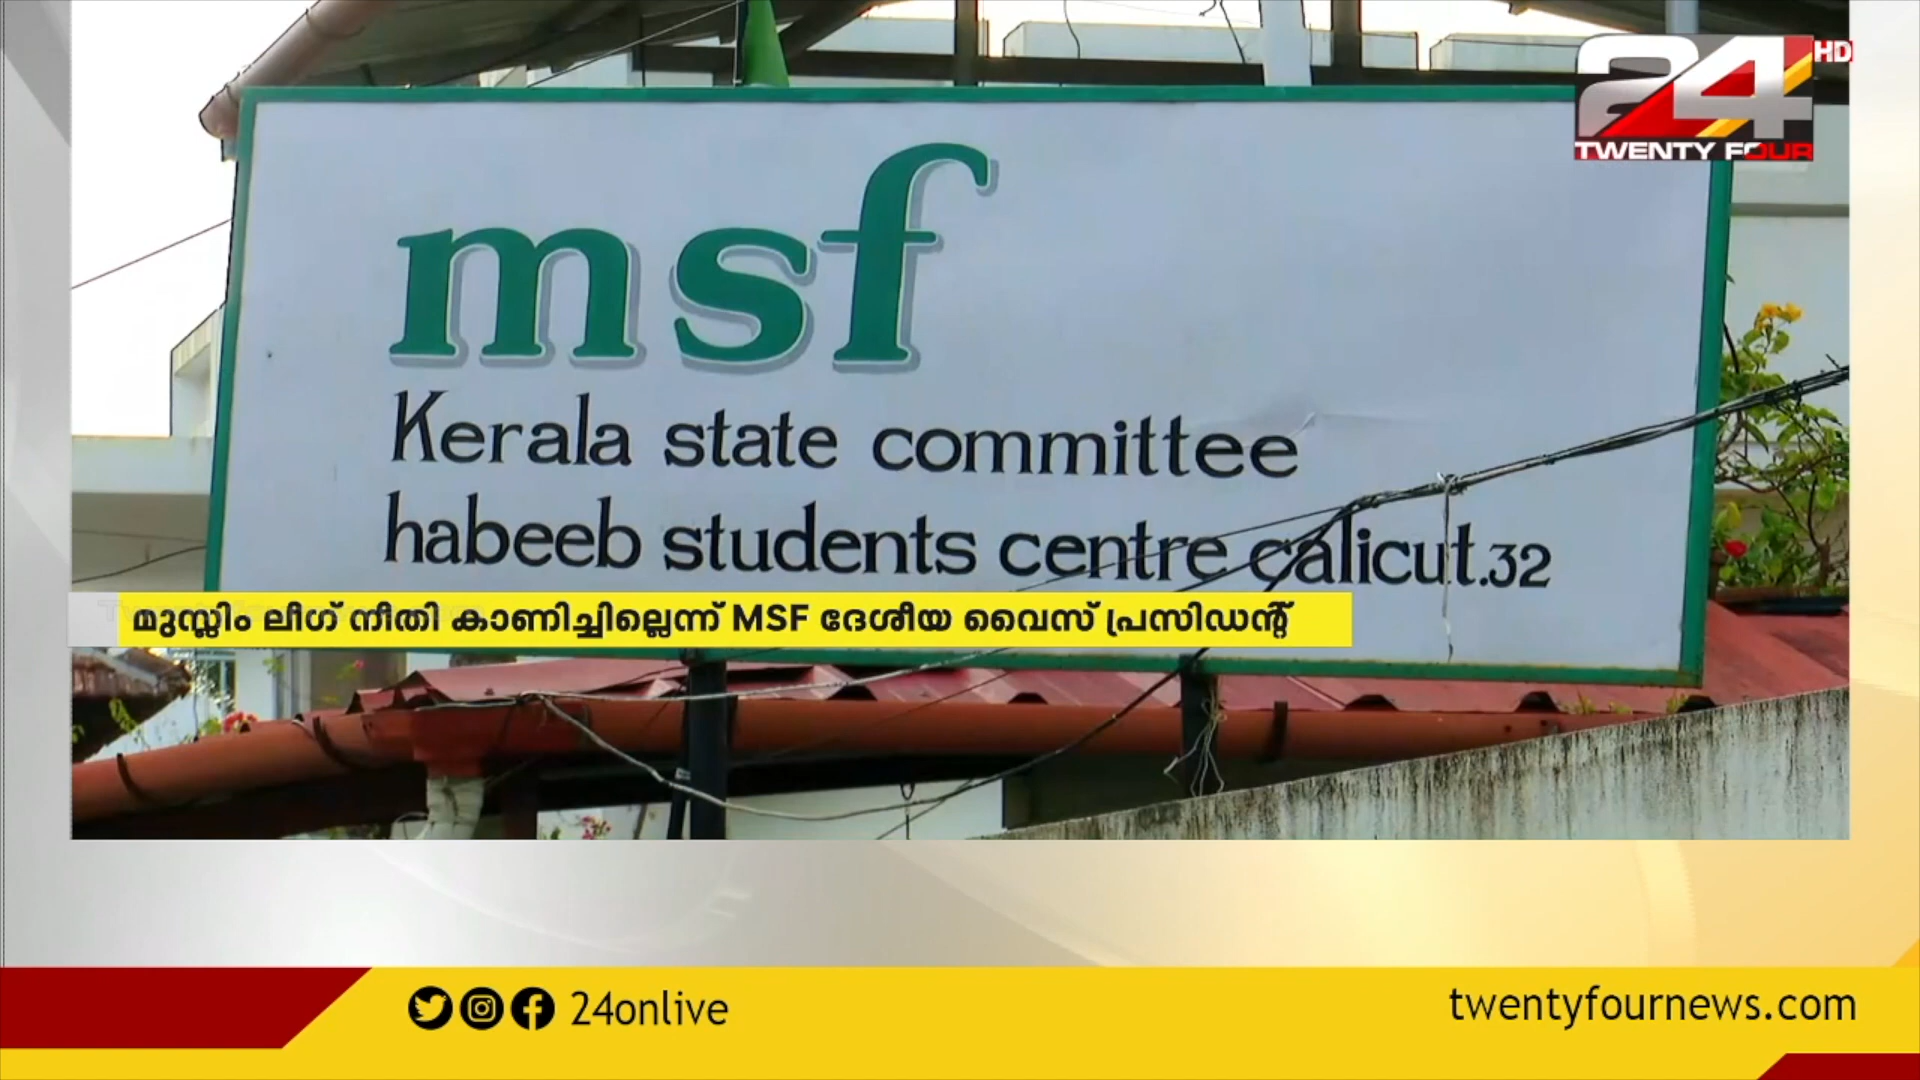 24 HD
TWENTY FOUR
msf
Kerala state committee
habeeb students centre calicut.32
മുസ്ലിം ലീഗ് നീതി കാണിച്ചില്ലെന്ന് MSF ദേശീയ വൈസ് പ്രസിഡന്റ്
24onlive
twentyfournews.com